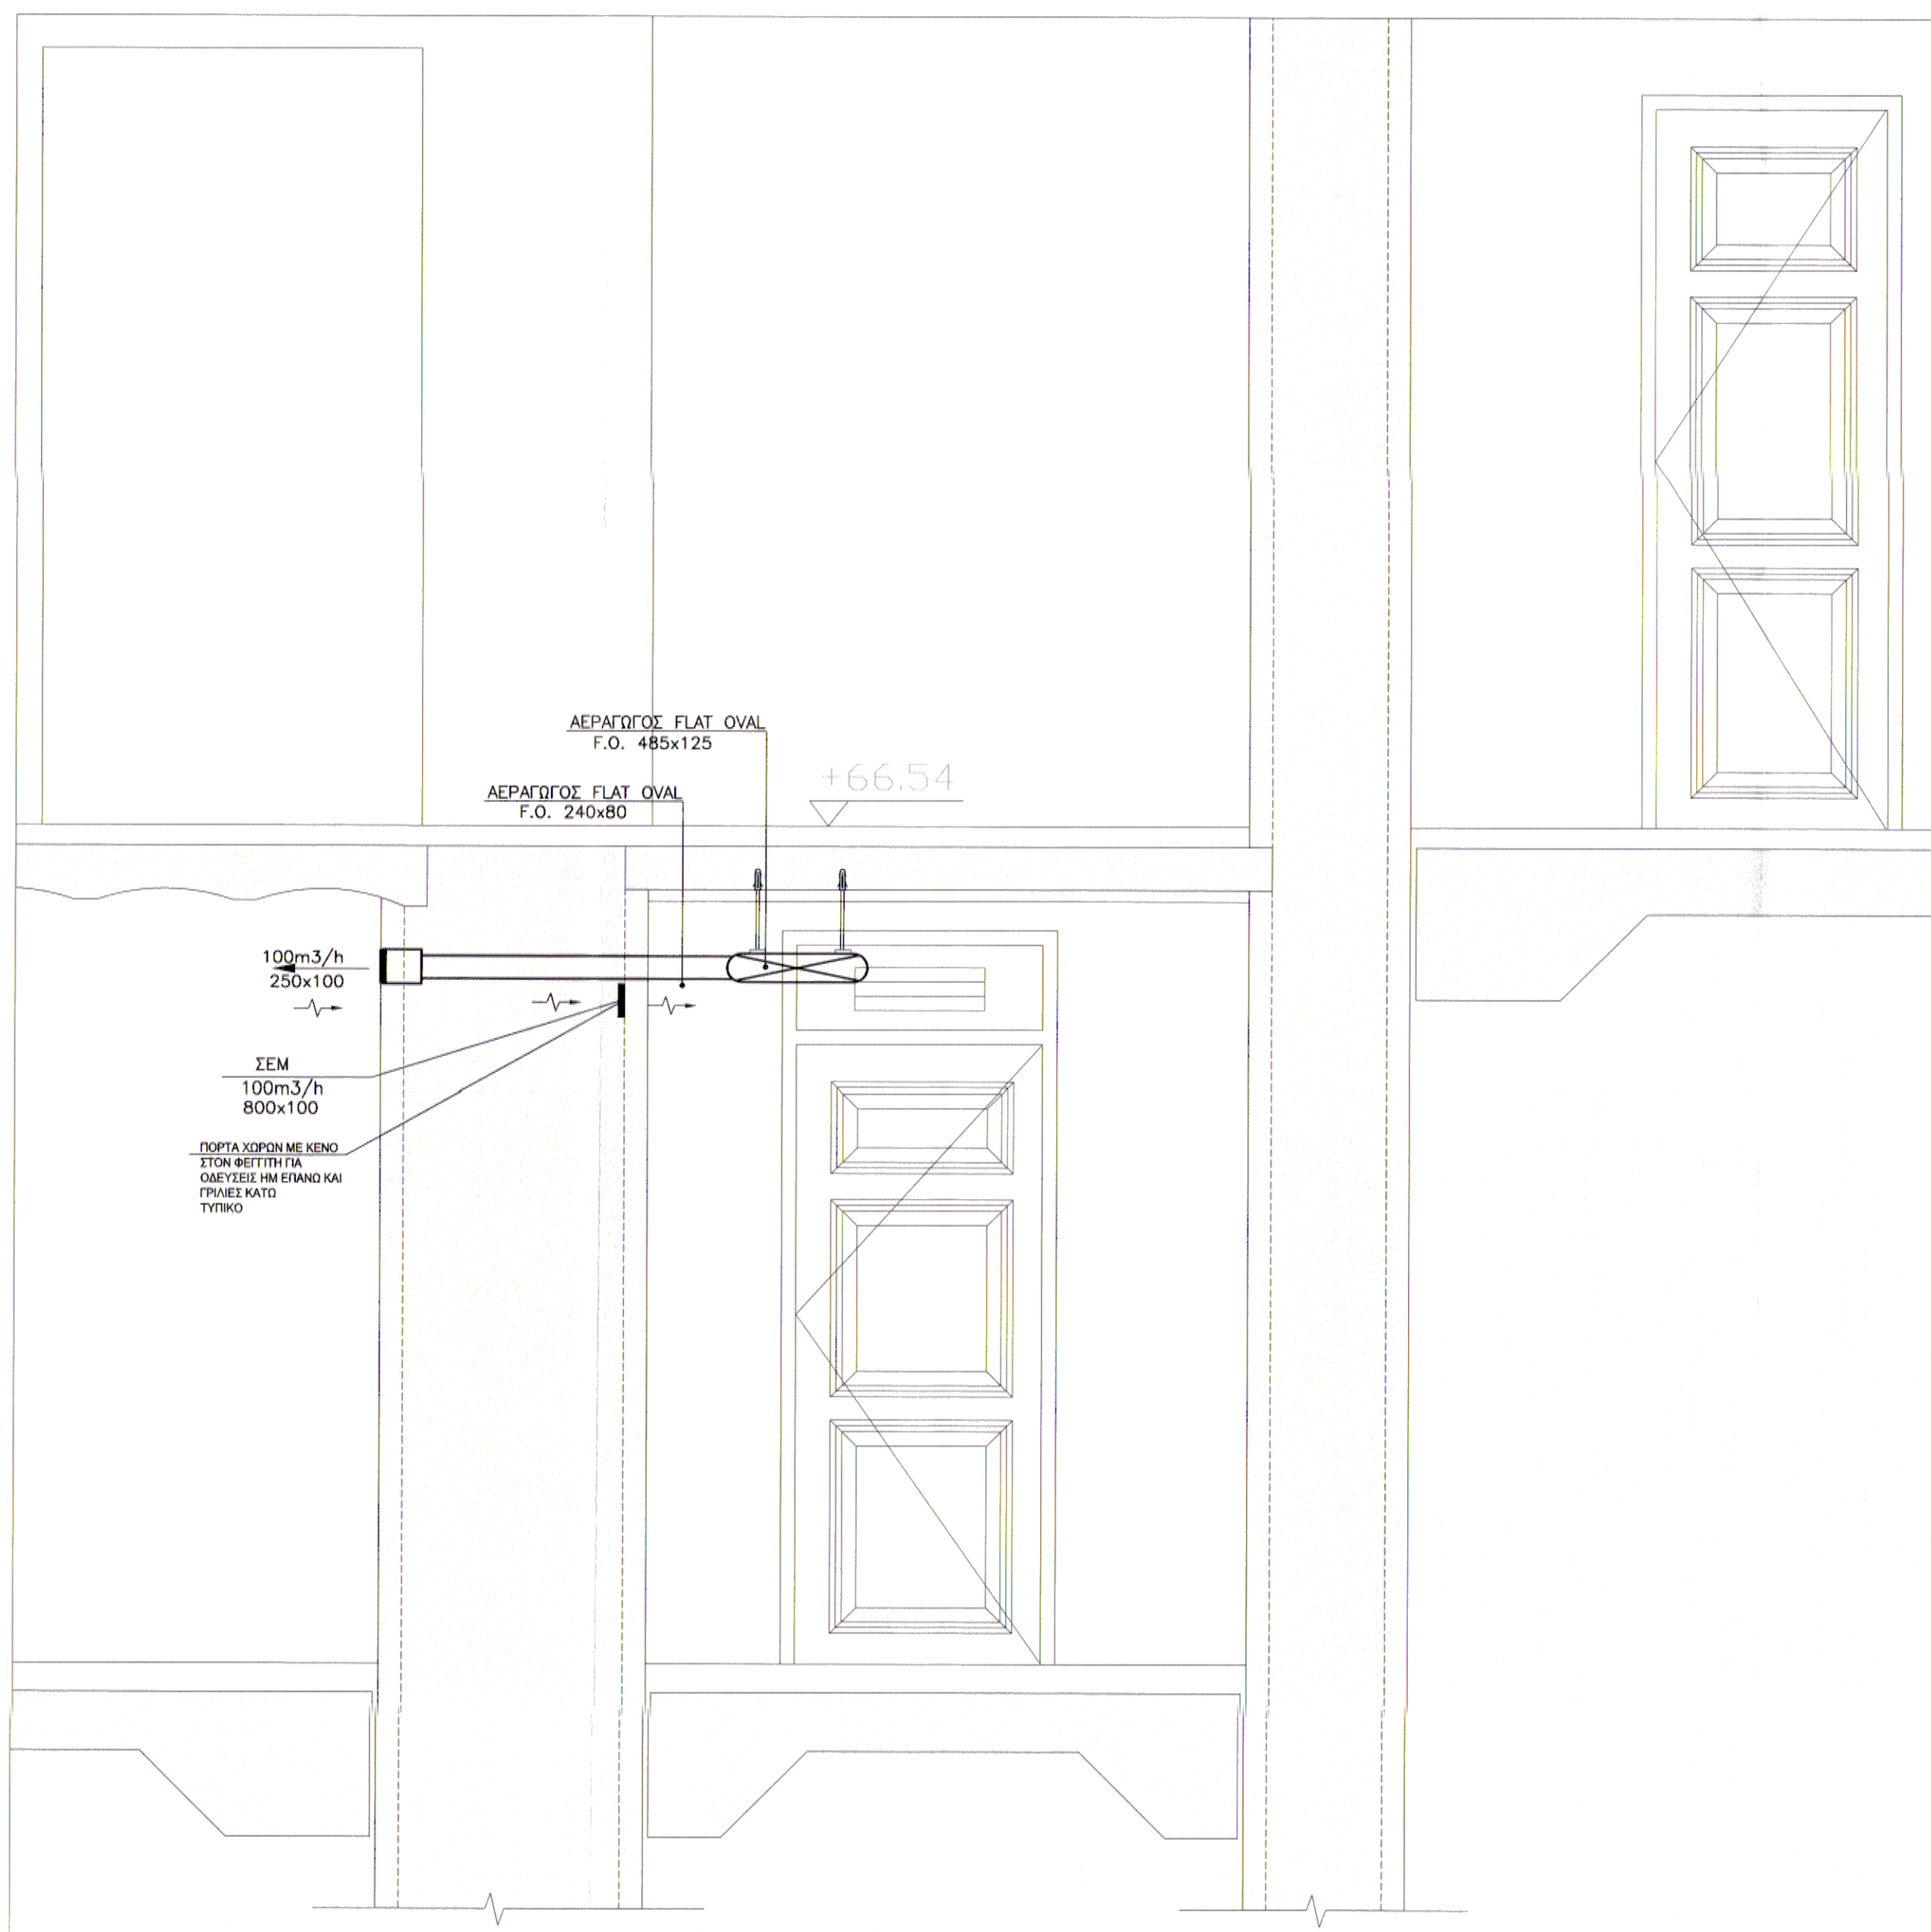 ΑΕΡΑΓΩΓΟΣ FLAT OVAL
F.O. 485x125
+66.54
ΑΕΡΑΓΩΓΟΣ FLAT OVAL
F.O. 240x80
100m3/h
250x100
ΣΕΜ
100m3/h
800x100
ΠΟΡΤΑ ΧΩΡΩΝ ΜΕ ΚΕΝΟ
ΣΤΟΝ ΦΕΓΓΙΤΗ ΓΙΑ
ΟΔΕΥΣΕΙΣ ΗΜ ΕΠΑΝΩ ΚΑΙ
ΓΡΙΛΙΕΣ ΚΑΤΩ
ΤΥΠΙΚΟ